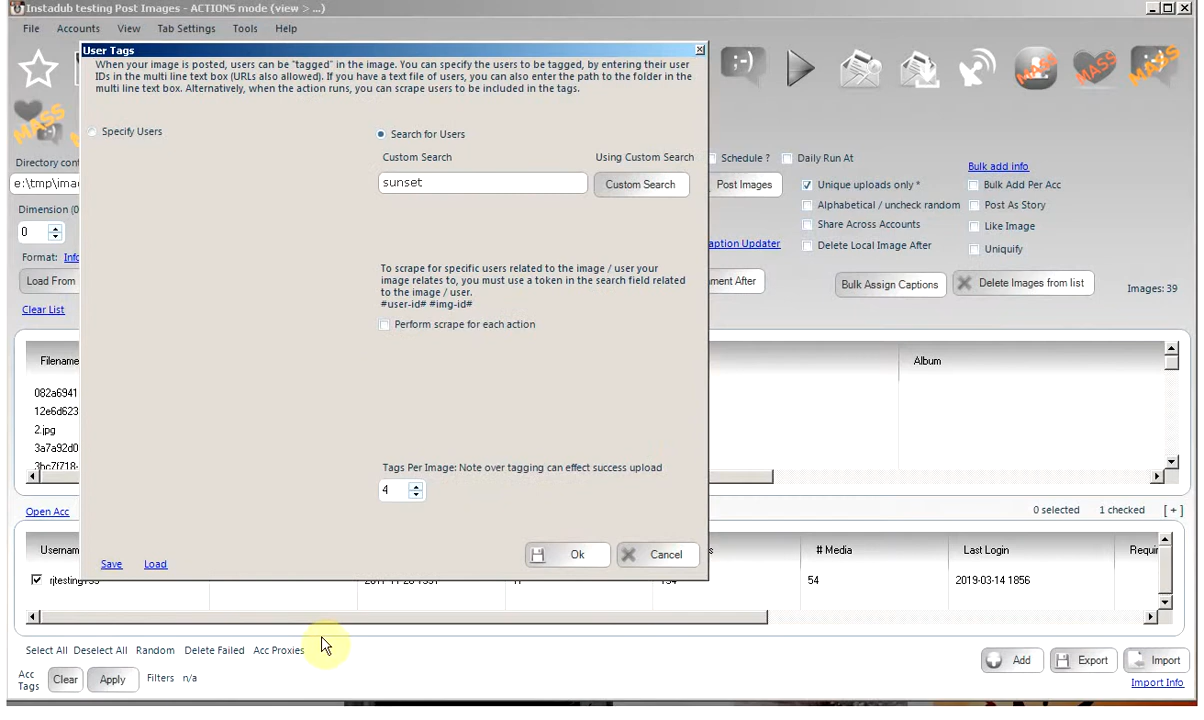 Instadub testing Post Images - ACTIONS mode (view > ...)
File Accounts View Tab Settings Tools Help
User Tags
When your image is posted, users can be "tagged" in the image. You can specify the users to be tagged, by entering their user
IDs in the multi line text box (URLs also allowed). If you have a text file of users, you can also enter the path to the folder in the
multi line text box. Alternatively, when the action runs, you can scrape users to be included in the tags.
;-)
MASS MASS MASS
MASS
Specify Users
Search for Users
Custom Search
Using Custom Search
sunset
Custom Search
To scrape for specific users related to the image / user your
image relates to, you must use a token in the search field related
to the image / user.
#user-id# #img-id#
Perform scrape for each action
Tags Per Image: Note over tagging can effect success upload
4
Save Load
Ok Cancel
Directory cont
e:\tmp\imag
Dimension (0
0
Format: Info
Load From
Clear List
Schedule ? Daily Run At
Bulk add info
Post Images
Unique uploads only * Bulk Add Per Acc
Alphabetical / uncheck random Post As Story
Share Across Accounts Like Image
aption Updater
Delete Local Image After Uniquify
ment After
Bulk Assign Captions Delete Images from list Images: 39
Filename Album
082a6941
12e6d623
2.jpg
3a7a92d0
3bc7f718-
Open Acc 0 selected 1 checked [ + ]
Usernam s # Media Last Login Requir
rjtesting155 54 2019-03-14 1856
Select All Deselect All Random Delete Failed Acc Proxies
Add Export Import
Acc
Tags
Clear Apply Filters n/a
Import Info